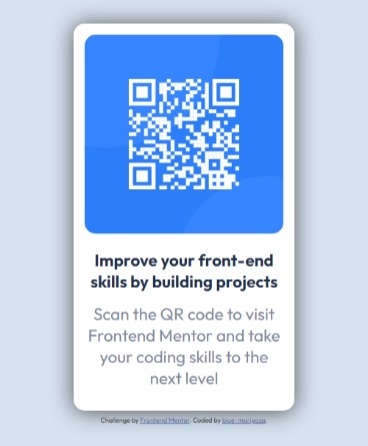 Improve your front-end
skills by building projects
Scan the QR code to visit
Frontend Mentor and take
your coding skills to the
next level
Challenge by Frontend Mentor. Coded by blue-mariposa.